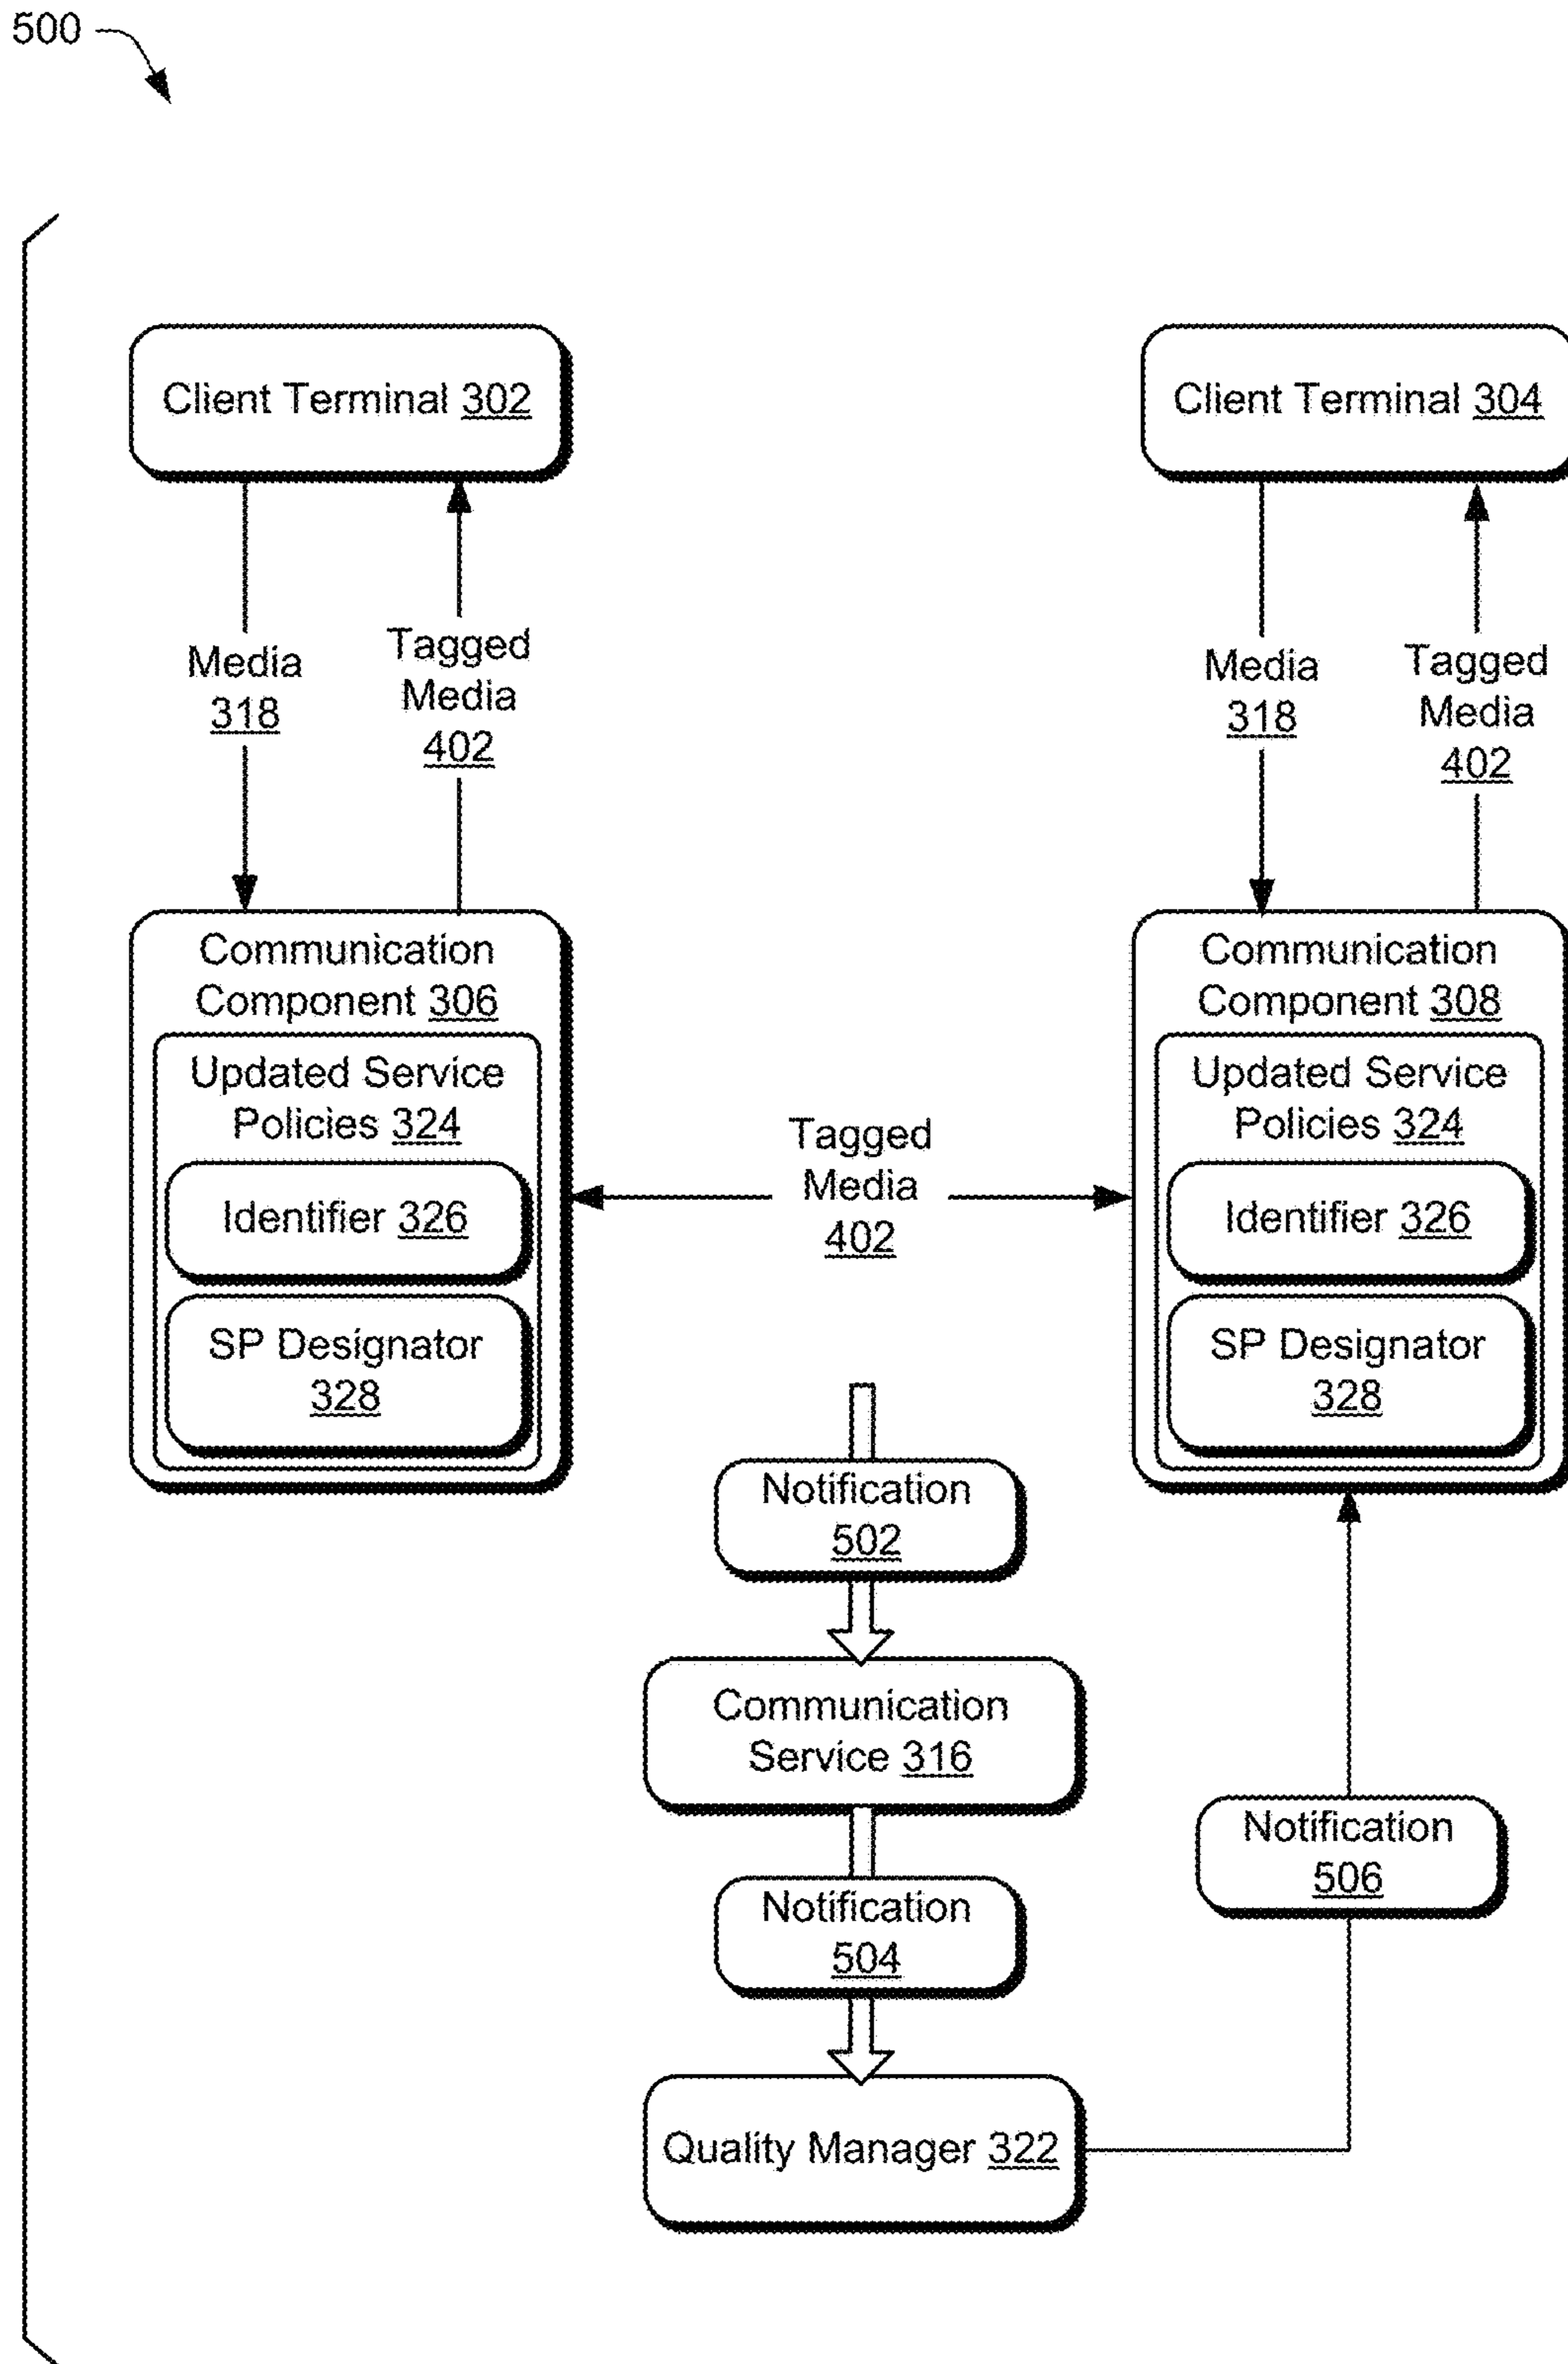 500
Client Terminal 302
Client Terminal 304
Media
318
Tagged
Media
402
Media
318
Tagged
Media
402
Communication
Component 306
Updated Service
Policies 324
Identifier 326
SP Designator
328
Tagged
Media
402
Communication
Component 308
Updated Service
Policies 324
Identifier 326
SP Designator
328
Notification
502
Communication
Service 316
Notification
504
Notification
506
Quality Manager 322